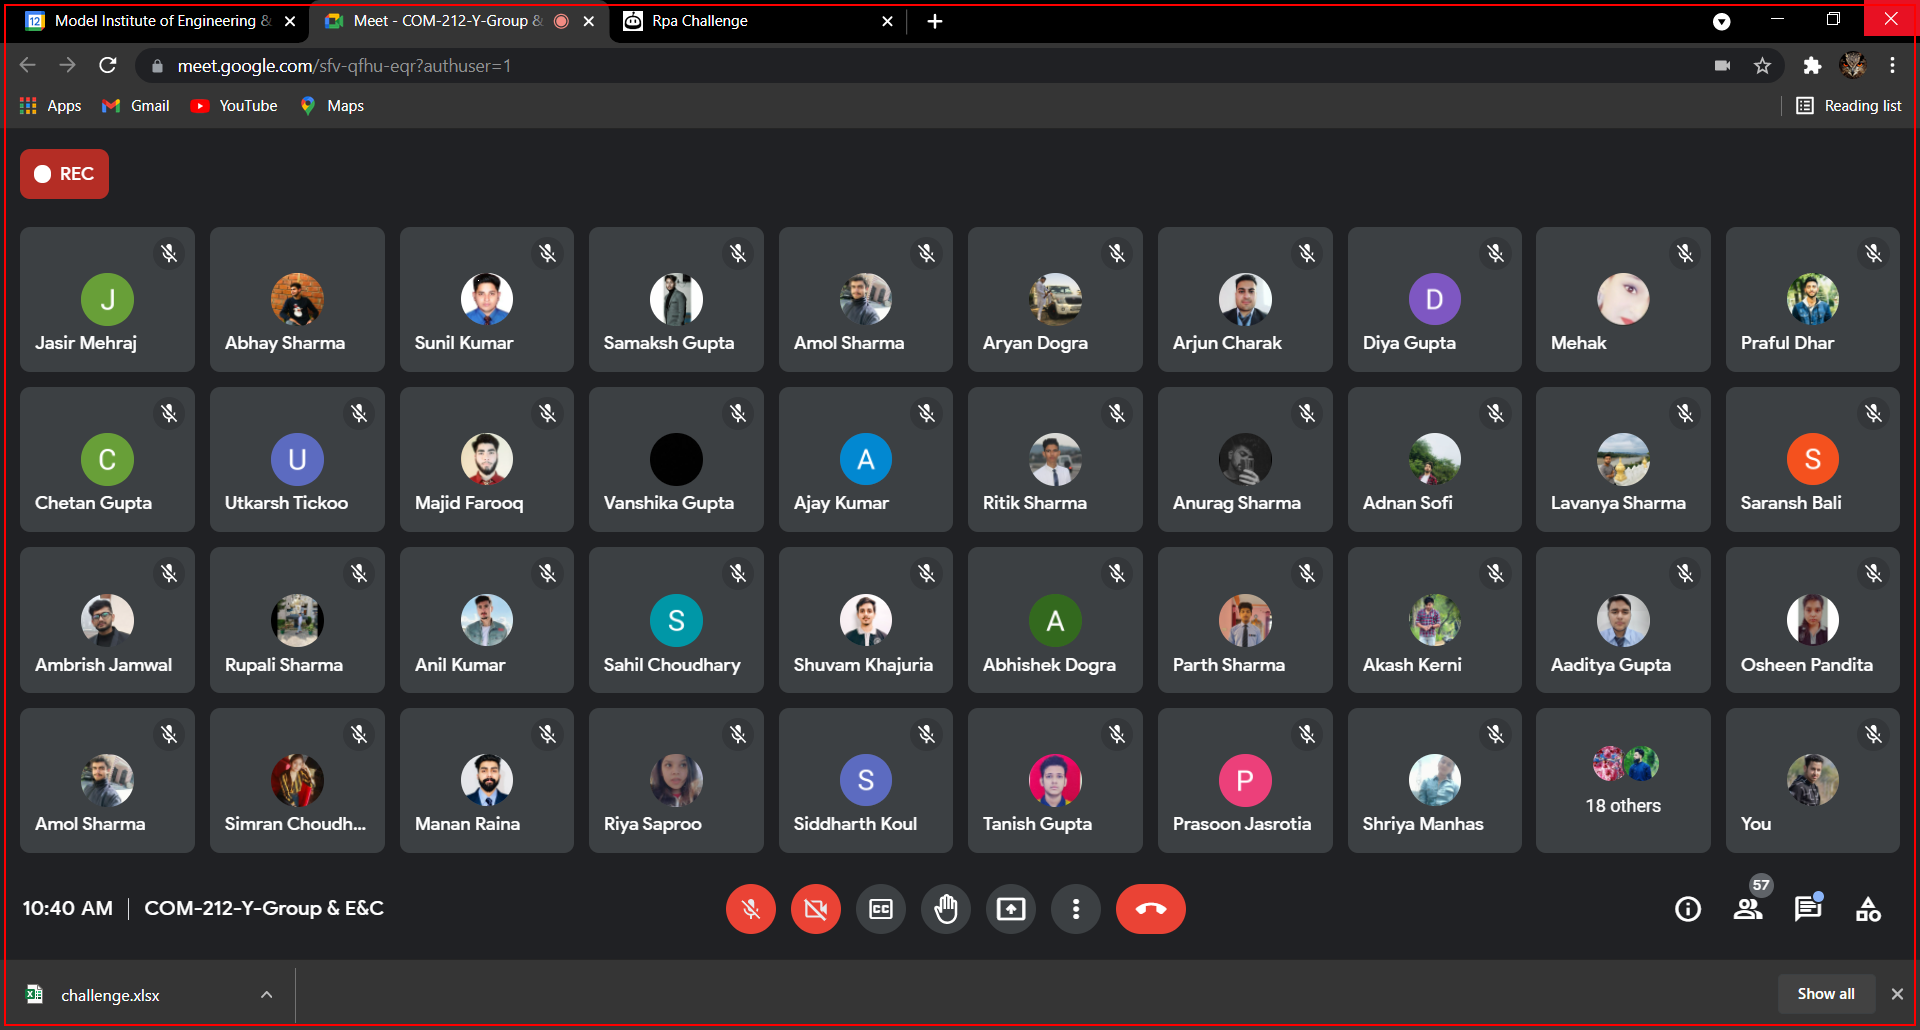 Model Institute of Engineering &
Meet - COM-212-Y-Group &
Rpa Challenge
meet.google.com/sfv-qfhu-eqr?authuser=1
Apps Gmail YouTube Maps Reading list
REC
Jasir Mehraj Abhay Sharma Sunil Kumar Samaksh Gupta Amol Sharma Aryan Dogra Arjun Charak Diya Gupta Mehak Praful Dhar
J D
C U A S
Chetan Gupta Utkarsh Tickoo Majid Farooq Vanshika Gupta Ajay Kumar Ritik Sharma Anurag Sharma Adnan Sofi Lavanya Sharma Saransh Bali
S A
Ambrish Jamwal Rupali Sharma Anil Kumar Sahil Choudhary Shuvam Khajuria Abhishek Dogra Parth Sharma Akash Kerni Aaditya Gupta Osheen Pandita
S P
18 others
Amol Sharma Simran Choudh... Manan Raina Riya Saproo Siddharth Koul Tanish Gupta Prasoon Jasrotia Shriya Manhas You
57
10:40 AM | COM-212-Y-Group & E&C
CC
challenge.xlsx Show all